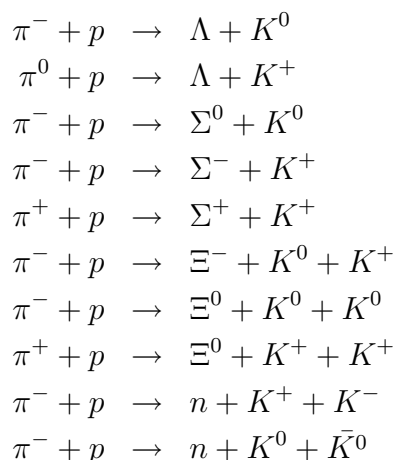 π⁻ + p → Λ + K⁰
π⁰ + p → Λ + K⁺
π⁻ + p → Σ⁰ + K⁰
π⁻ + p → Σ⁻ + K⁺
π⁺ + p → Σ⁺ + K⁺
π⁻ + p → Ξ⁻ + K⁰ + K⁺
π⁻ + p → Ξ⁰ + K⁰ + K⁰
π⁺ + p → Ξ⁰ + K⁺ + K⁺
π⁻ + p → n + K⁺ + K⁻
π⁻ + p → n + K⁰ + K̄⁰